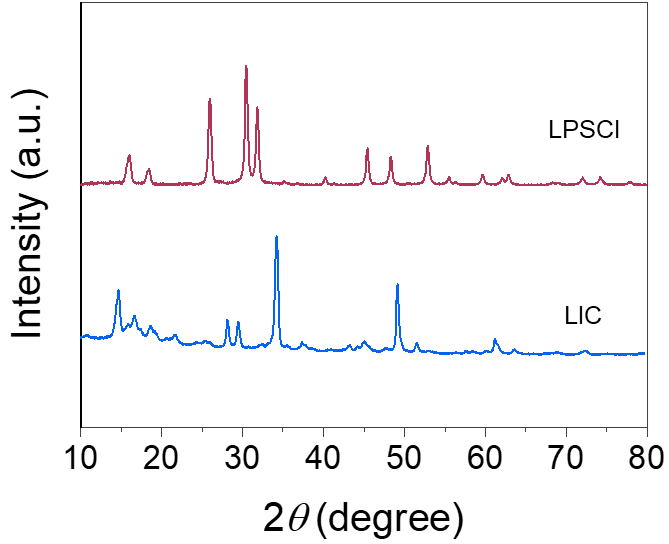 Intensity (a.u.)
LPSCl
LIC
10 20 30 40 50 60 70 80
2θ (degree)